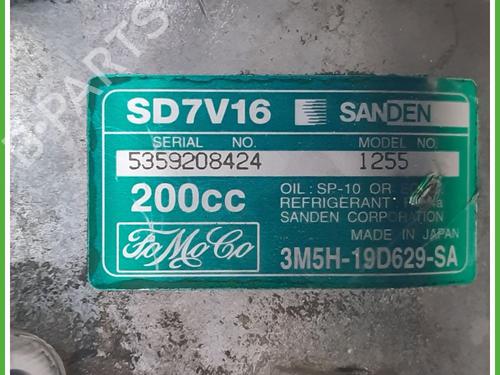 B-PARTS
SD7V16 SANDEN
SERIAL NO. MODEL NO.
5359208424 1255
200cc OIL: SP-10 OR
REFRIGERANT:
SANDEN CORPORATION
FoMoCo MADE IN JAPAN
3M5H-19D629-SA